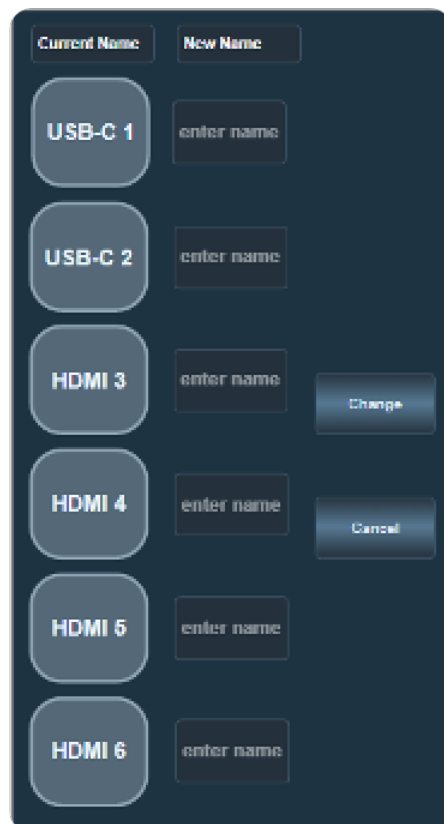 Current Name New Name
USB-C 1 enter name
USB-C 2 enter name
HDMI 3 enter name
Change
HDMI 4 enter name
Cancel
HDMI 5 enter name
HDMI 6 enter name